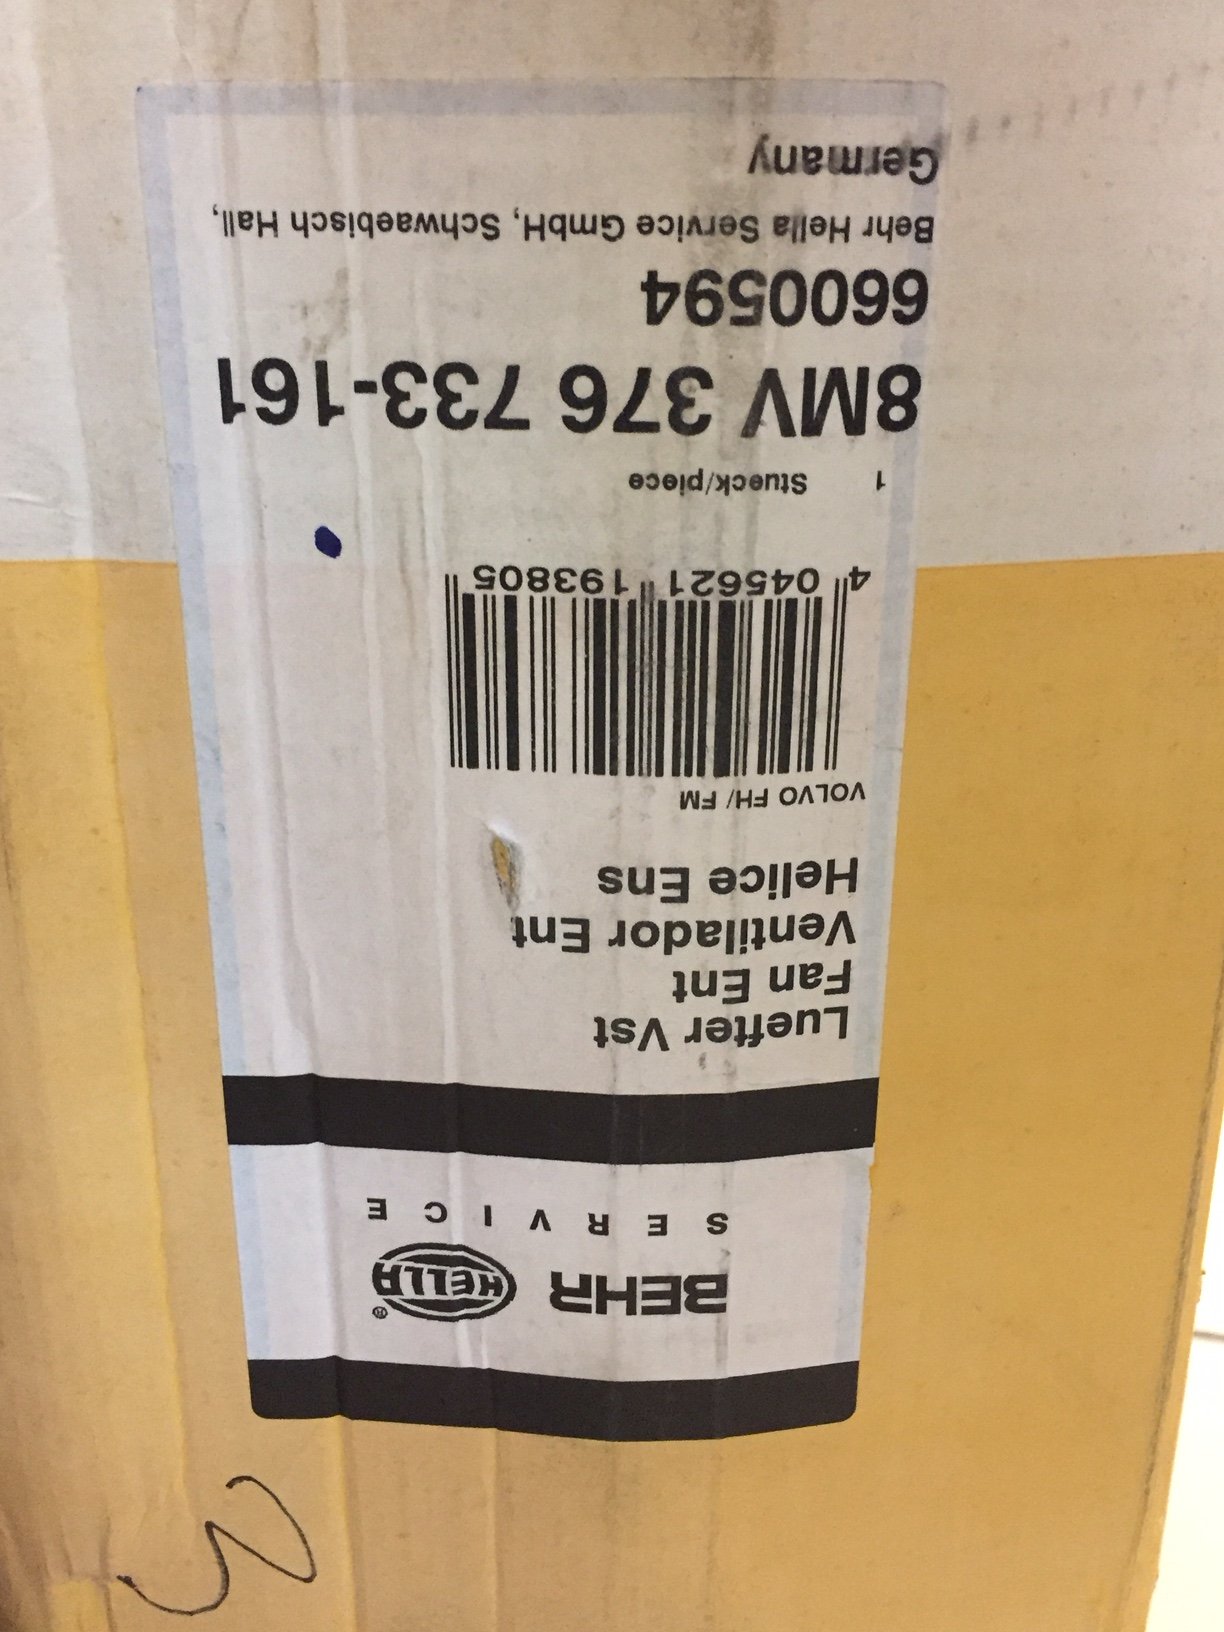 BEHR HELLA
SERVICE
Luefter Vst
Fan Ent
Ventilador Ent
Helice Ens
VOLVO FH/ FM
4 045621 193805
1 Stueck/piece
8MV 376 733-161
6600594
Behr Hella Service GmbH, Schwaebisch Hall,
Germany